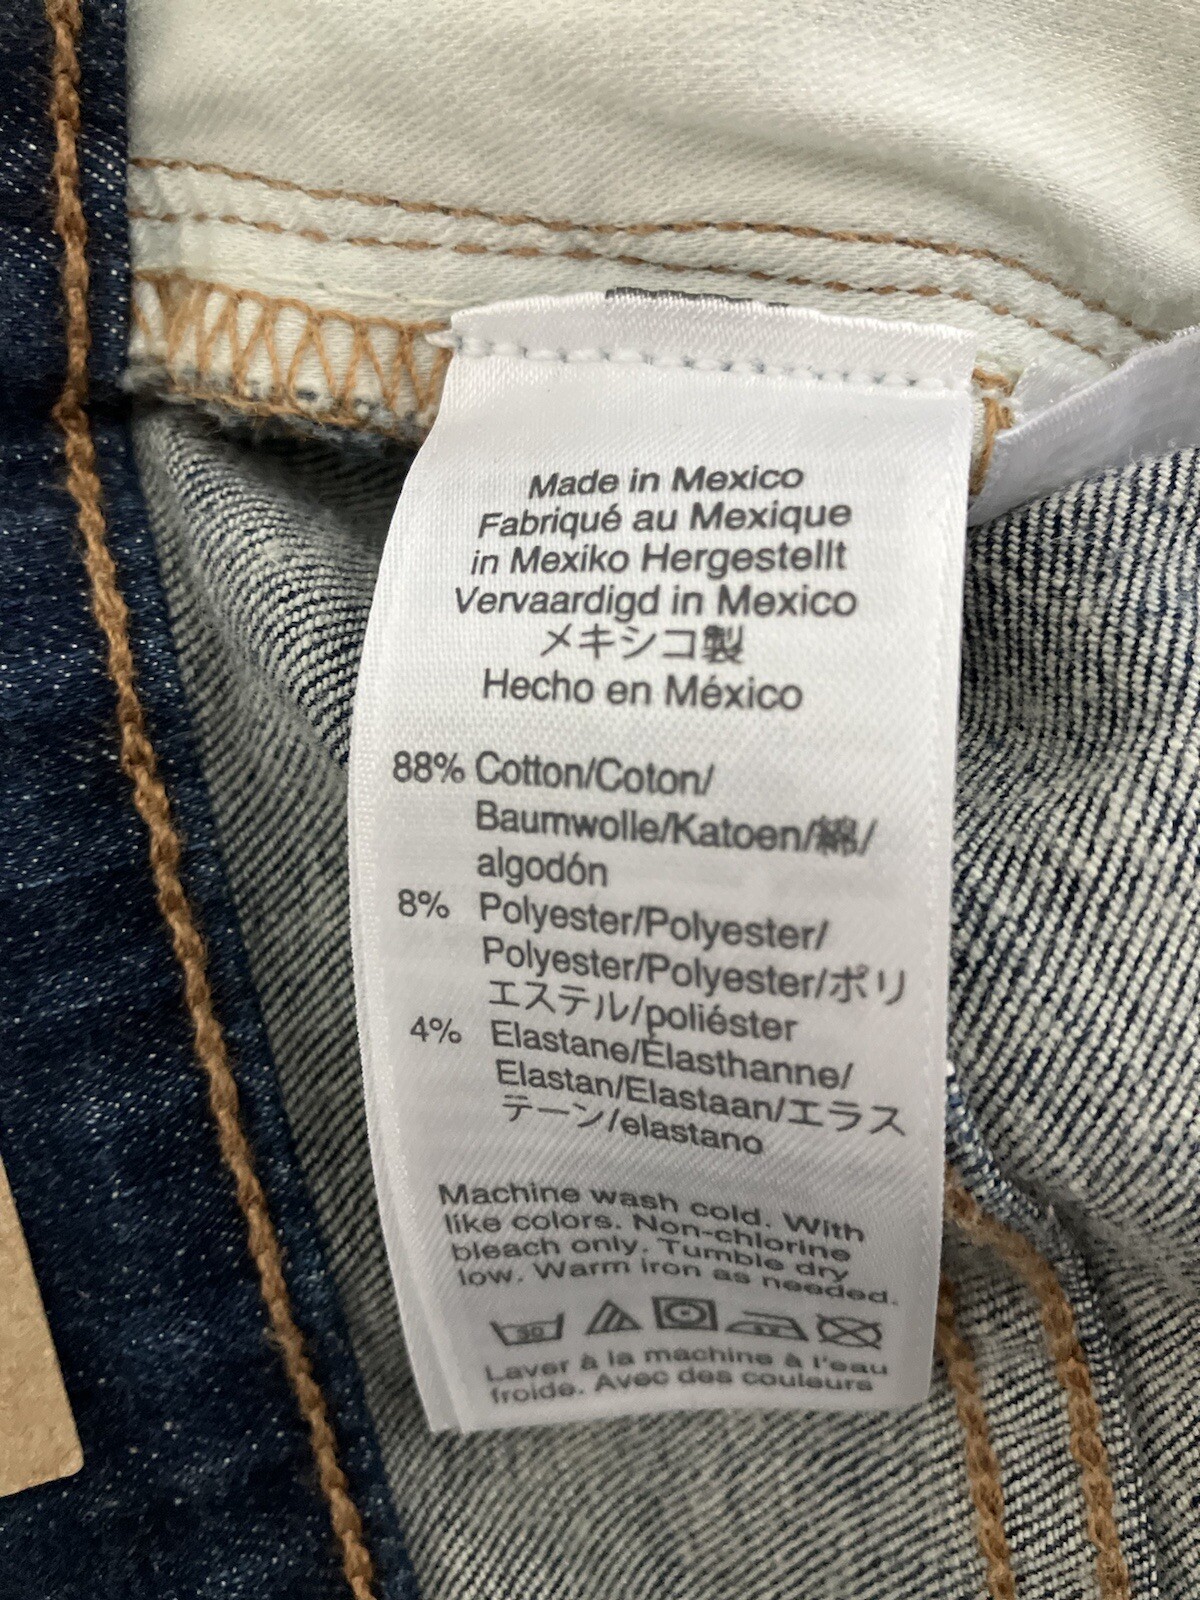 Made in Mexico
Fabriqué au Mexique
in Mexiko Hergestellt
Vervaardigd in Mexico
メキシコ製
Hecho en México
88% Cotton/Coton/
Baumwolle/Katoen/綿/
algodón
8% Polyester/Polyester/
Polyester/Polyester/ポリ
エステル/poliéster
4% Elastane/Elasthanne/
Elastan/Elastaan/エラス
テーン/elastano
Machine wash cold. With
like colors. Non-chlorine
bleach only. Tumble dry
low. Warm iron as needed.
30
Laver à la machine à l'eau
froide. Avec des couleurs